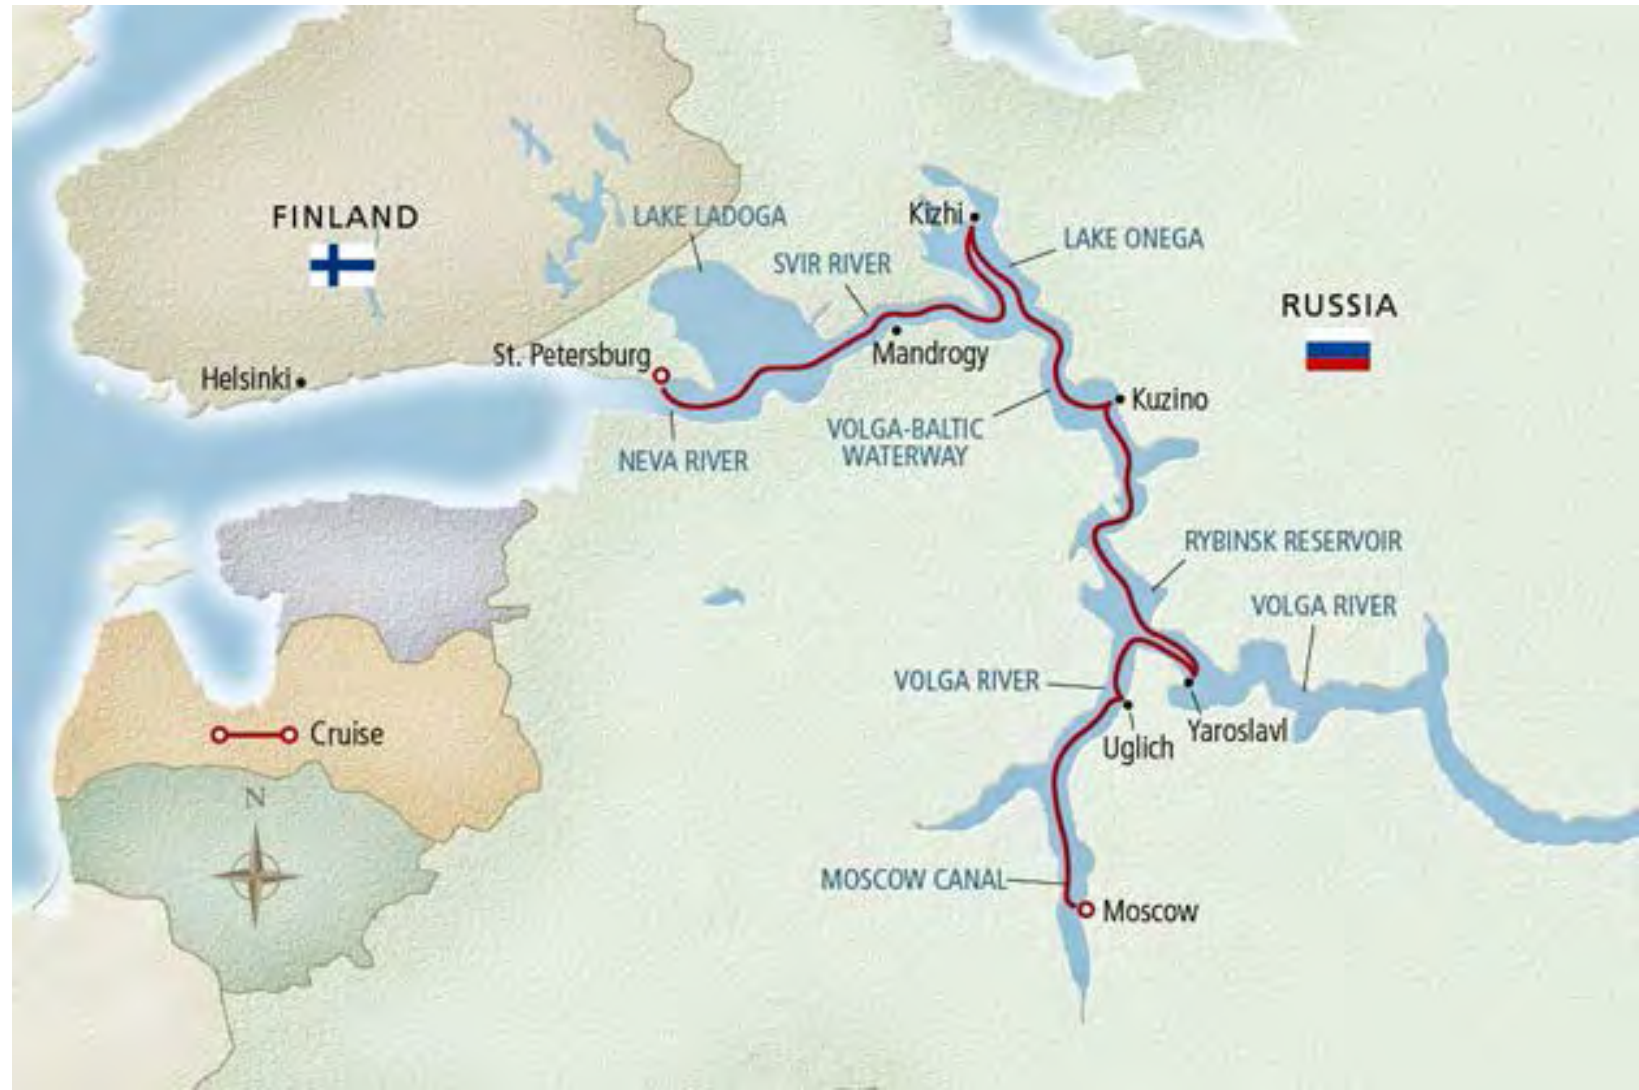 FINLAND
LAKE LADOGA
Kizhi
LAKE ONEGA
SVIR RIVER
RUSSIA
St. Petersburg
Mandrogy
Helsinki
Kuzino
VOLGA-BALTIC
WATERWAY
NEVA RIVER
RYBINSK RESERVOIR
VOLGA RIVER
VOLGA RIVER
Yaroslavl
Cruise
Uglich
N
MOSCOW CANAL
Moscow